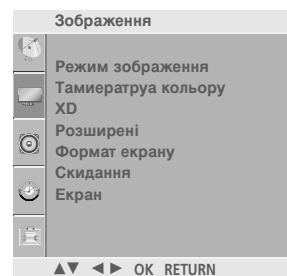 Зображення
Режим зображення
Тамиератруа кольору
XD
Розширені
Формат екрану
Скидання
Екран
▲▼ ◄► OK RETURN